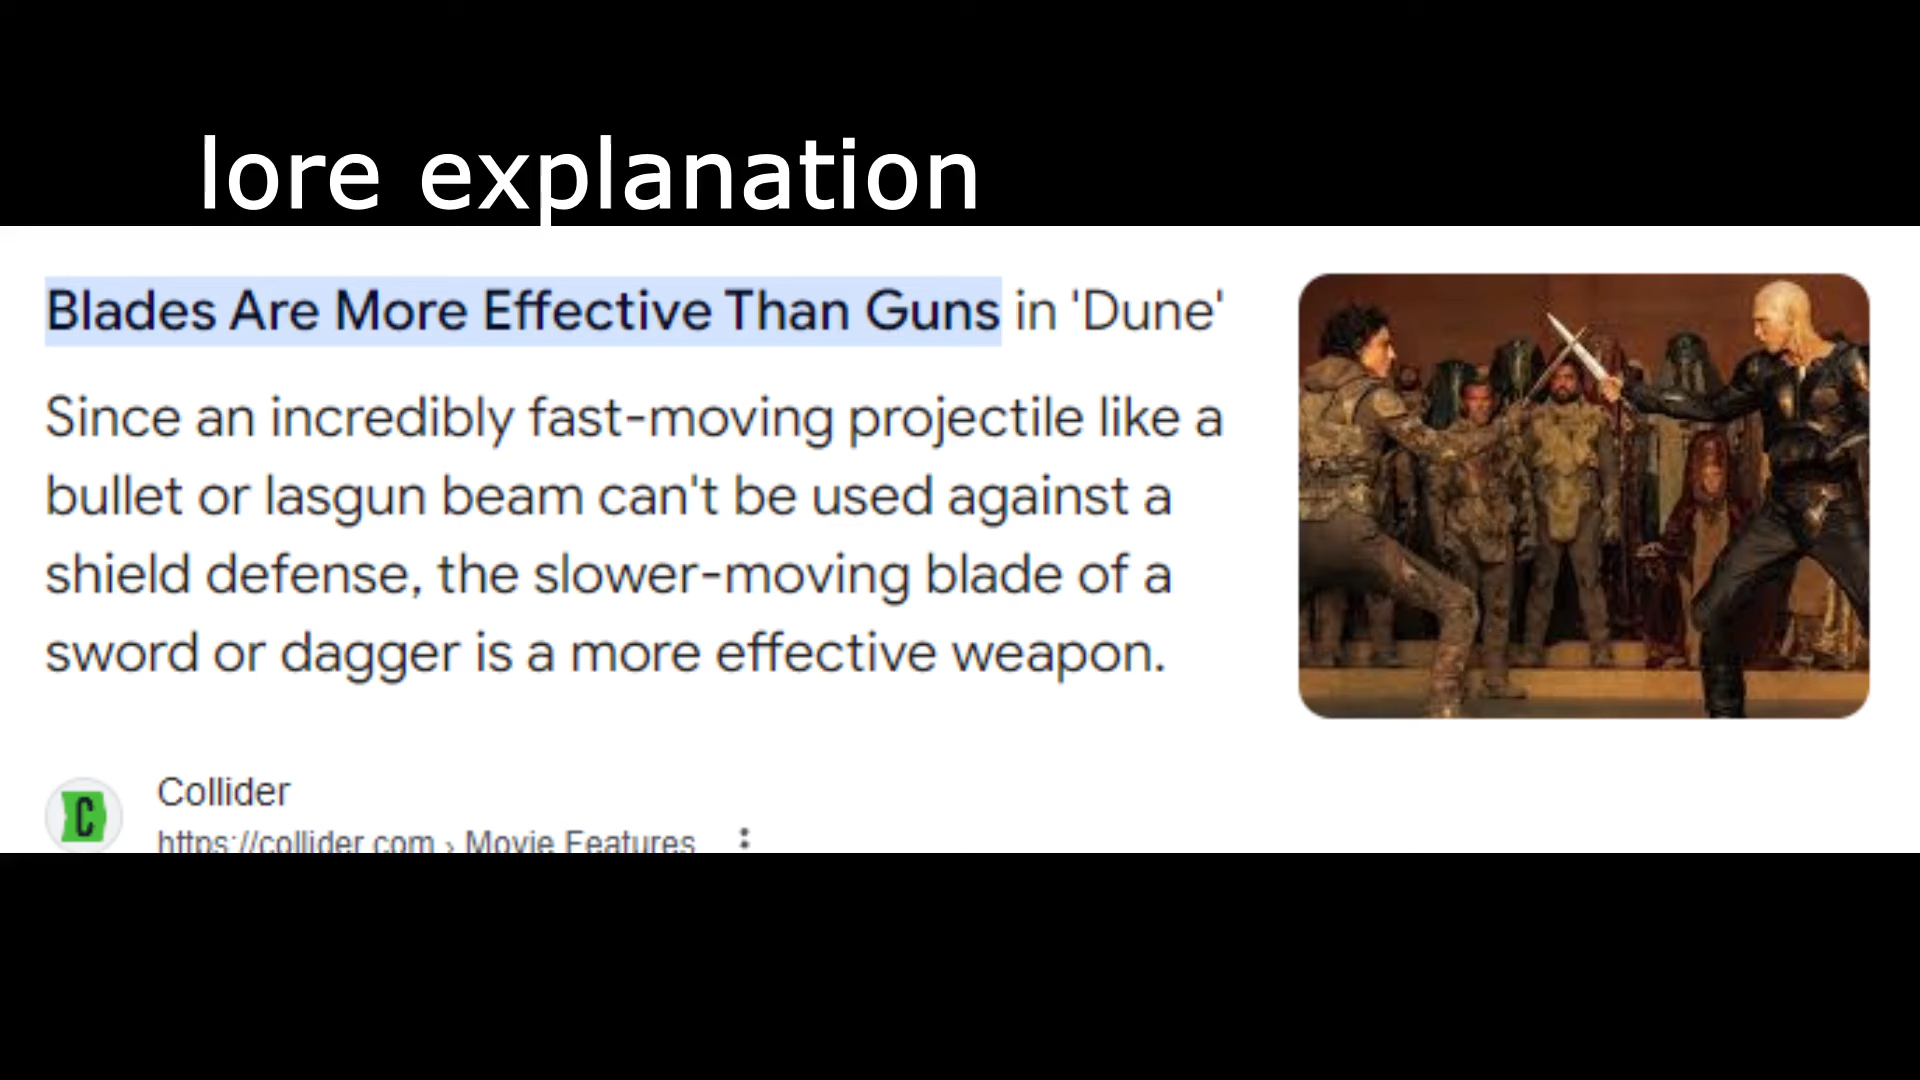 lore explanation
Blades Are More Effective Than Guns in 'Dune'
Since an incredibly fast-moving projectile like a
bullet or lasgun beam can't be used against a
shield defense, the slower-moving blade of a
sword or dagger is a more effective weapon.
C
Collider
https://collider.com › Movie Features